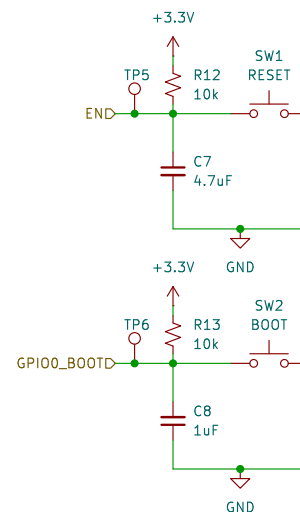 +3.3V
TP5
R12
10k
SW1
RESET
EN
C7
4.7uF
GND
+3.3V
TP6
R13
10k
SW2
BOOT
GPIO0_BOOT
C8
1uF
GND